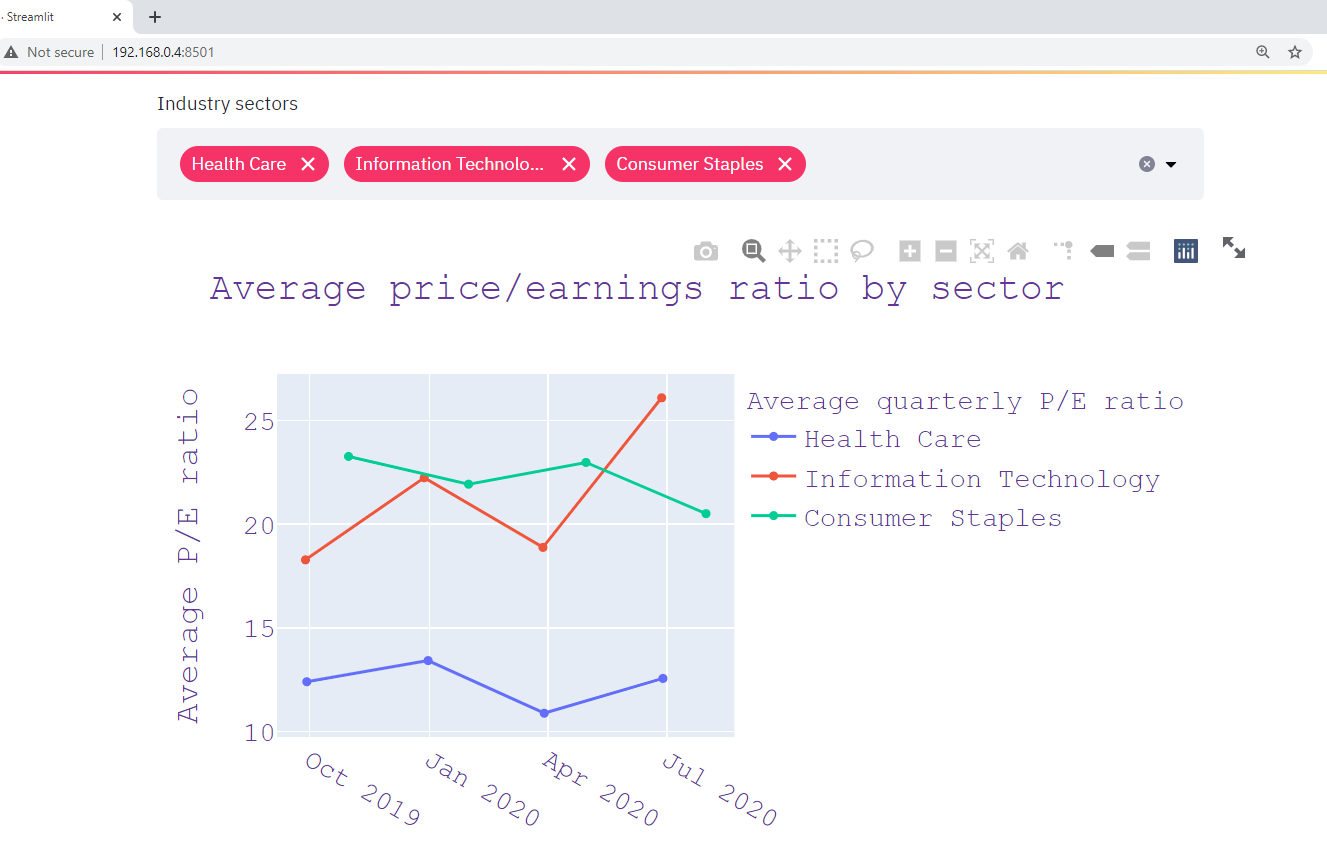 · Streamlit
Not secure
192.168.0.4:8501
Industry sectors
Health Care
Information Technolo...
Consumer Staples
Average price/earnings ratio by sector
Average P/E ratio
25
20
15
10
Oct 2019
Jan 2020
Apr 2020
Jul 2020
Average quarterly P/E ratio
Health Care
Information Technology
Consumer Staples